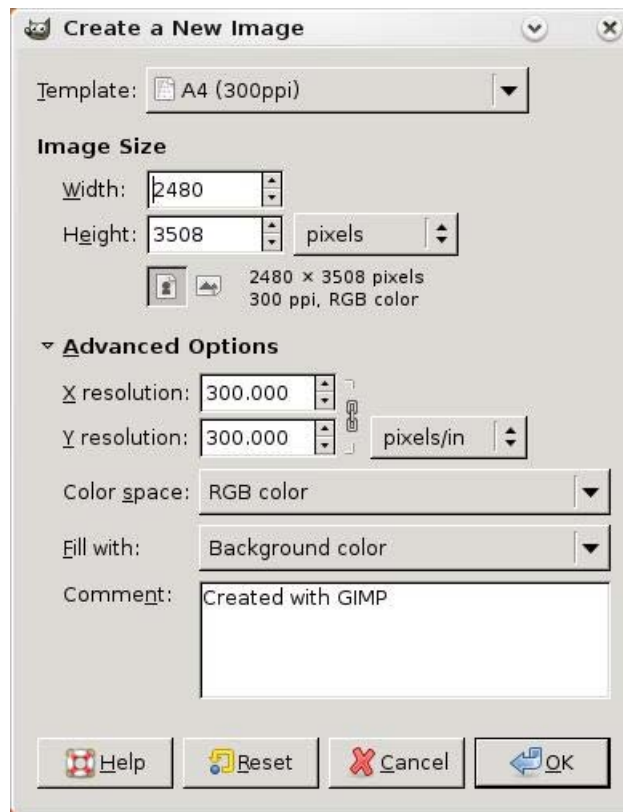 Create a New Image
Template: A4 (300ppi)
Image Size
Width: 2480
Height: 3508 pixels
2480 × 3508 pixels
300 ppi, RGB color
Advanced Options
X resolution: 300.000
Y resolution: 300.000 pixels/in
Color space: RGB color
Fill with: Background color
Comment: Created with GIMP
Help Reset Cancel OK